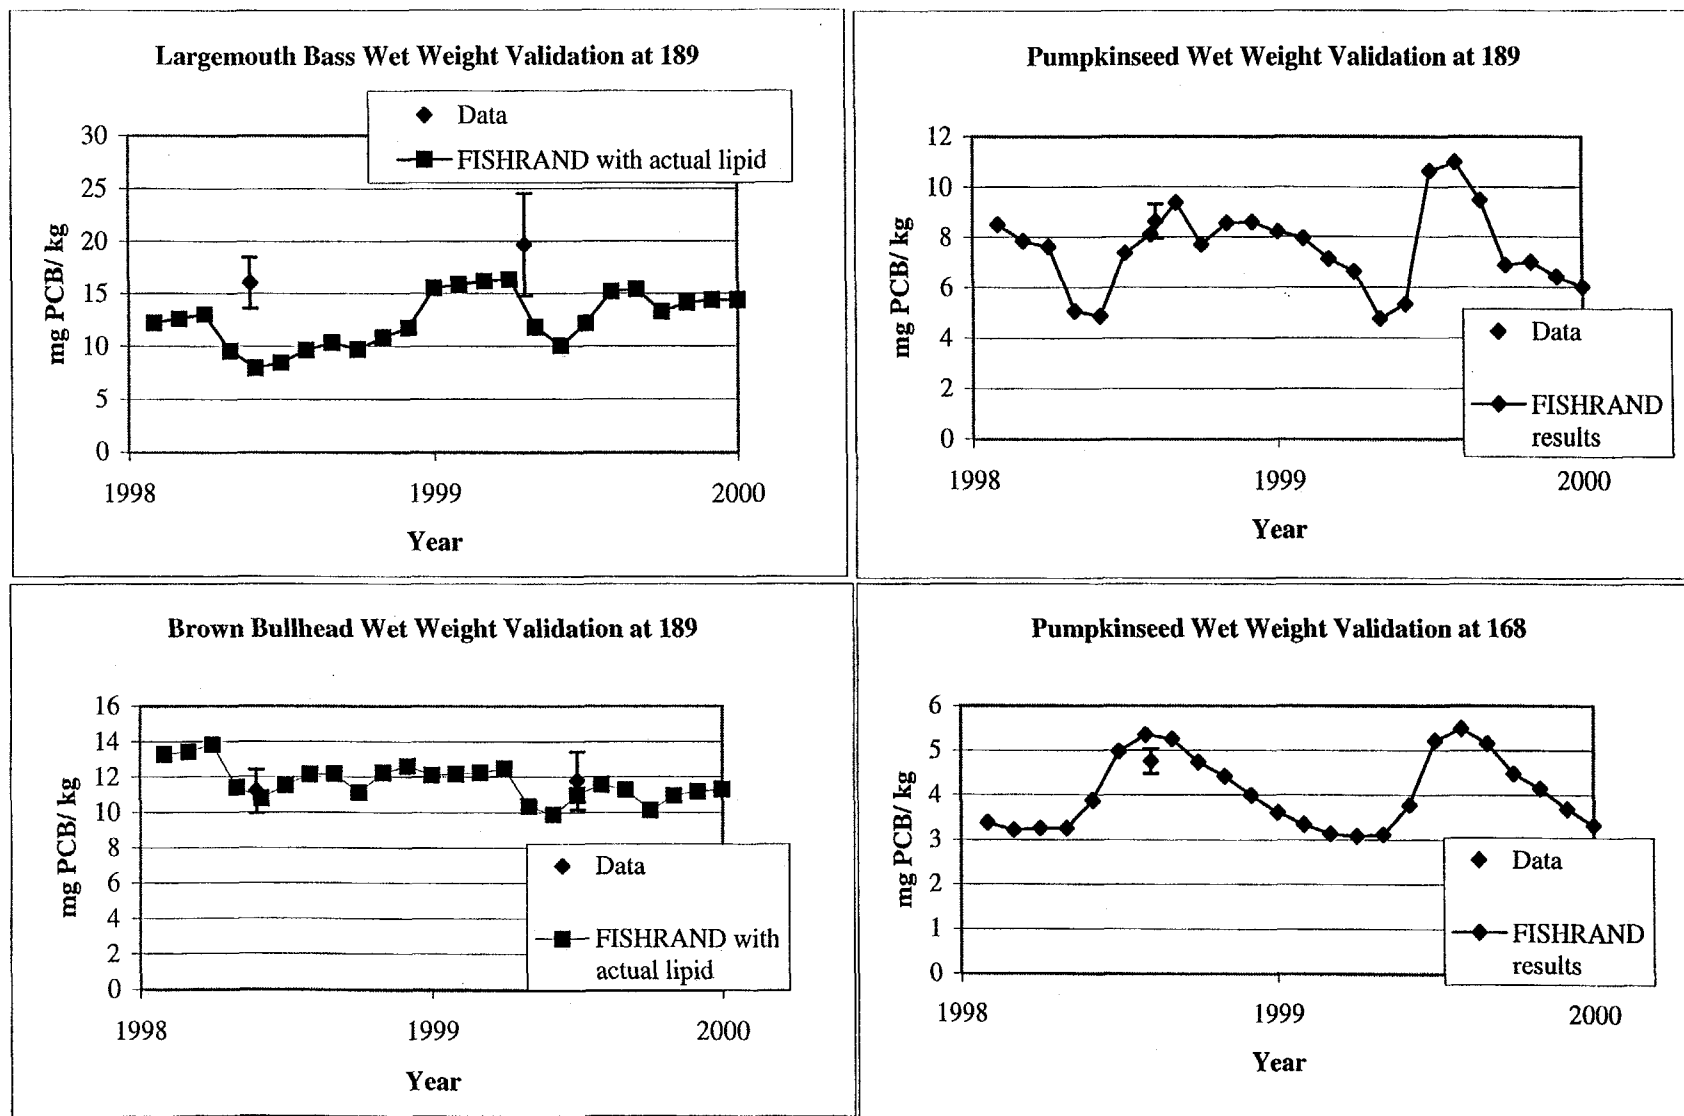 Largemouth Bass Wet Weight Validation at 189
Data
FISHRAND with actual lipid
30
25
20
15
10
5
0
mg PCB/ kg
1998
1999
2000
Year
Pumpkinseed Wet Weight Validation at 189
12
10
8
6
4
2
0
mg PCB/ kg
Data
FISHRAND
results
1998
1999
2000
Year
Brown Bullhead Wet Weight Validation at 189
16
14
12
10
8
6
4
2
0
mg PCB/ kg
Data
FISHRAND with
actual lipid
1998
1999
2000
Year
Pumpkinseed Wet Weight Validation at 168
6
5
4
3
2
1
0
mg PCB/ kg
Data
FISHRAND
results
1998
1999
2000
Year